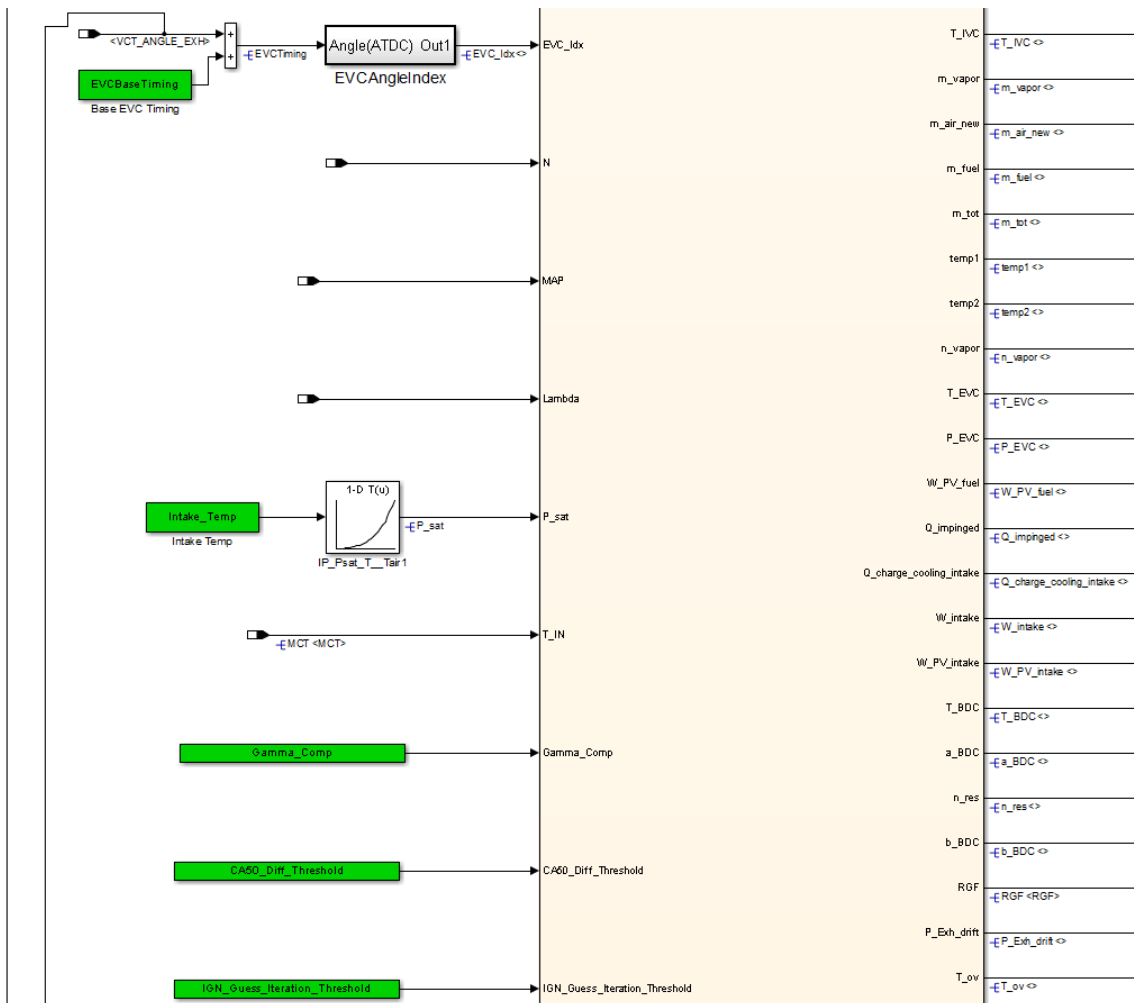 <VCT_ANGLE_EXH>
EVCTiming
Angle(ATDC) Out1
EVCAngleIndex
EVC_Idx<>
EVC_Idx
EVCBaseTiming
Base EVC Timing
N
MAP
Lambda
Intake_Temp
Intake Temp
1-D T(u)
IP_Psat_T__Tair1
P_sat
P_sat
MCT <MCT>
T_IN
Gamma_Comp
Gamma_Comp
CA50_Diff_Threshold
CA50_Diff_Threshold
IGN_Guess_Iteration_Threshold
IGN_Guess_Iteration_Threshold
T_IVC
T_IVC <>
m_vapor
m_vapor <>
m_air_new
m_air_new <>
m_fuel
m_fuel <>
m_tot
m_tot <>
temp1
temp1 <>
temp2
temp2 <>
n_vapor
n_vapor <>
T_EVC
T_EVC <>
P_EVC
P_EVC <>
W_PV_fuel
W_PV_fuel <>
Q_impinged
Q_impinged <>
Q_charge_cooling_intake
Q_charge_cooling_intake <>
W_intake
W_intake <>
W_PV_intake
W_PV_intake <>
T_BDC
T_BDC <>
a_BDC
a_BDC <>
n_res
n_res <>
b_BDC
b_BDC <>
RGF
RGF <RGF>
P_Exh_drift
P_Exh_drift <>
T_ov
T_ov <>